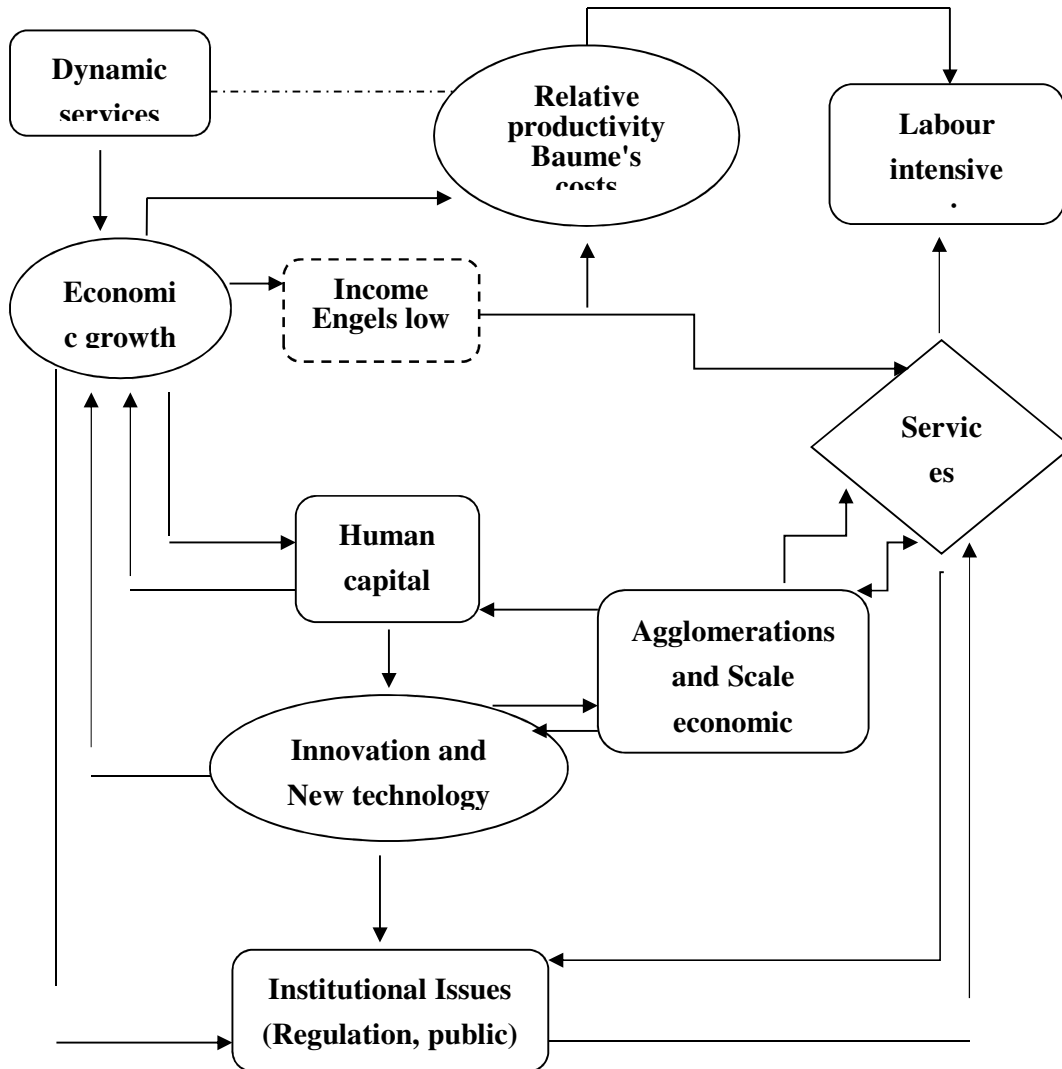 Dynamic
services
Relative
productivity
Baume's
costs
Labour
intensive
Economi
c growth
Income
Engels low
Servic
es
Human
capital
Agglomerations
and Scale
economic
Innovation and
New technology
Institutional Issues
(Regulation, public)